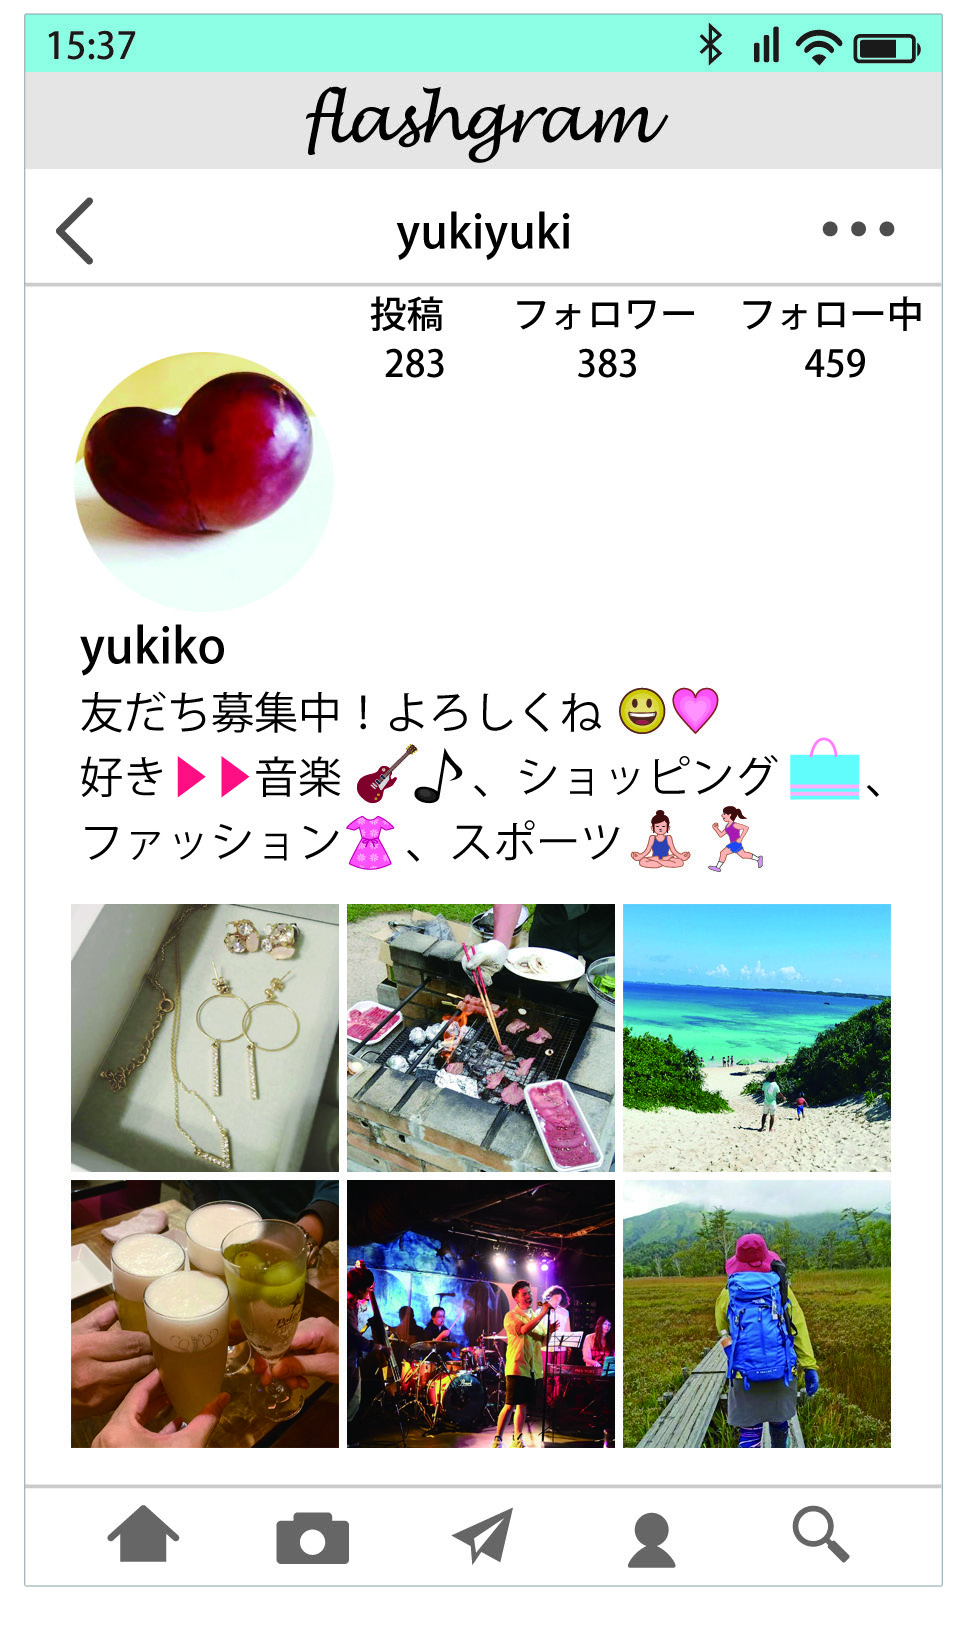 15:37
flashgram
yukiyuki
投稿 フォロワー フォロー中
283 383 459
yukiko
友だち募集中！よろしくね
好き▶▶音楽、ショッピング、
ファッション、スポーツ